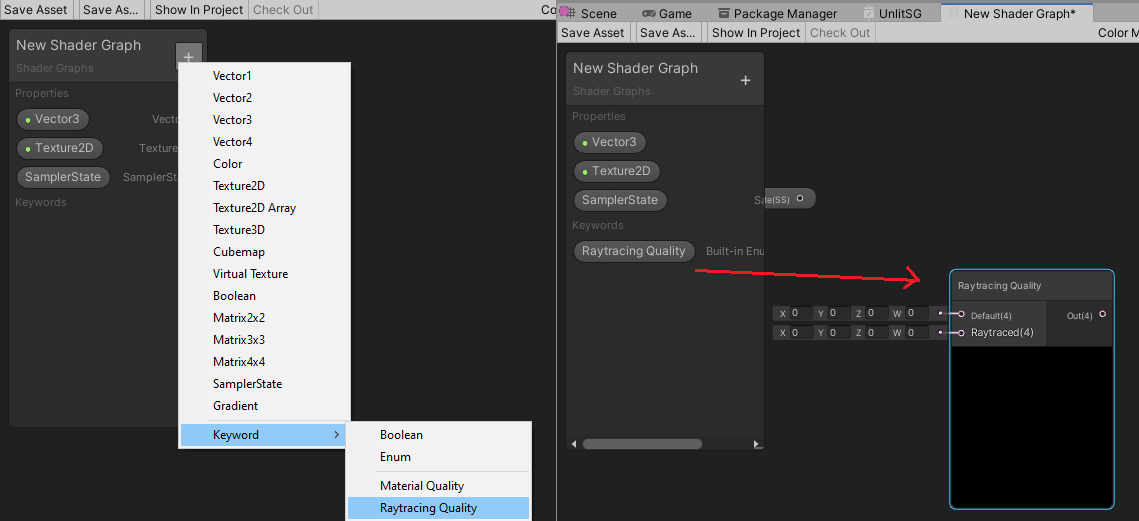 Save Asset Save As... Show In Project Check Out Co
New Shader Graph
+
Shader Graphs
Properties
Vector3 Vecto
Texture2D Texture
SamplerState SamplerSt
Keywords
Vector1
Vector2
Vector3
Vector4
Color
Texture2D
Texture2D Array
Texture3D
Cubemap
Virtual Texture
Boolean
Matrix2x2
Matrix3x3
Matrix4x4
SamplerState
Gradient
Keyword >
Boolean
Enum
Material Quality
Raytracing Quality
Scene Game Package Manager UnlitSG New Shader Graph*
Save Asset Save As... Show In Project Check Out Color M
New Shader Graph
+
Shader Graphs
Properties
Vector3
Texture2D
SamplerState
Keywords
Raytracing Quality Built-in Enu
Raytracing Quality
X 0 Y 0 Z 0 W 0 Default(4) Out(4)
X 0 Y 0 Z 0 W 0 Raytraced(4)